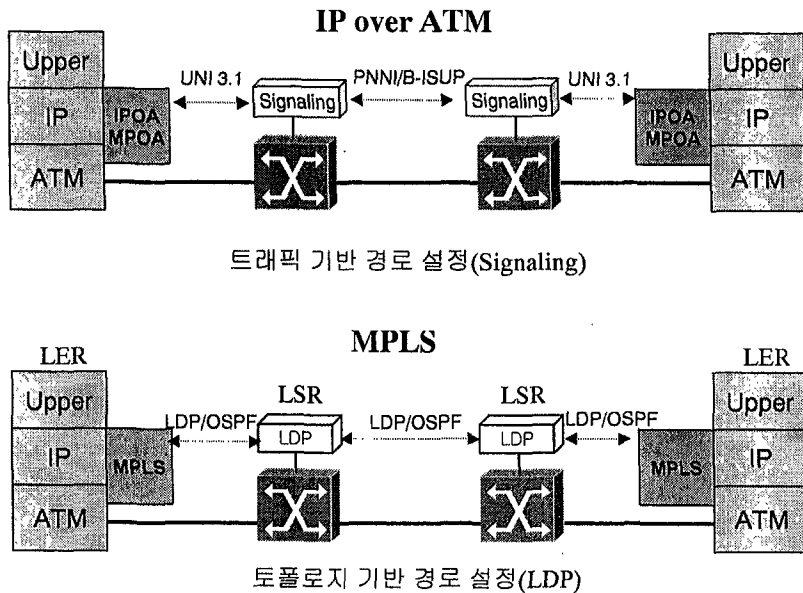 IP over ATM
Upper
IP
ATM
IPOA
MPOA
UNI 3.1
Signaling
PNNI/B-ISUP
Signaling
UNI 3.1
IPOA
MPOA
Upper
IP
ATM
트래픽 기반 경로 설정(Signaling)
MPLS
LER
Upper
IP
ATM
MPLS
LDP/OSPF
LSR
LDP
LDP/OSPF
LSR
LDP
LDP/OSPF
MPLS
LER
Upper
IP
ATM
토폴로지 기반 경로 설정(LDP)